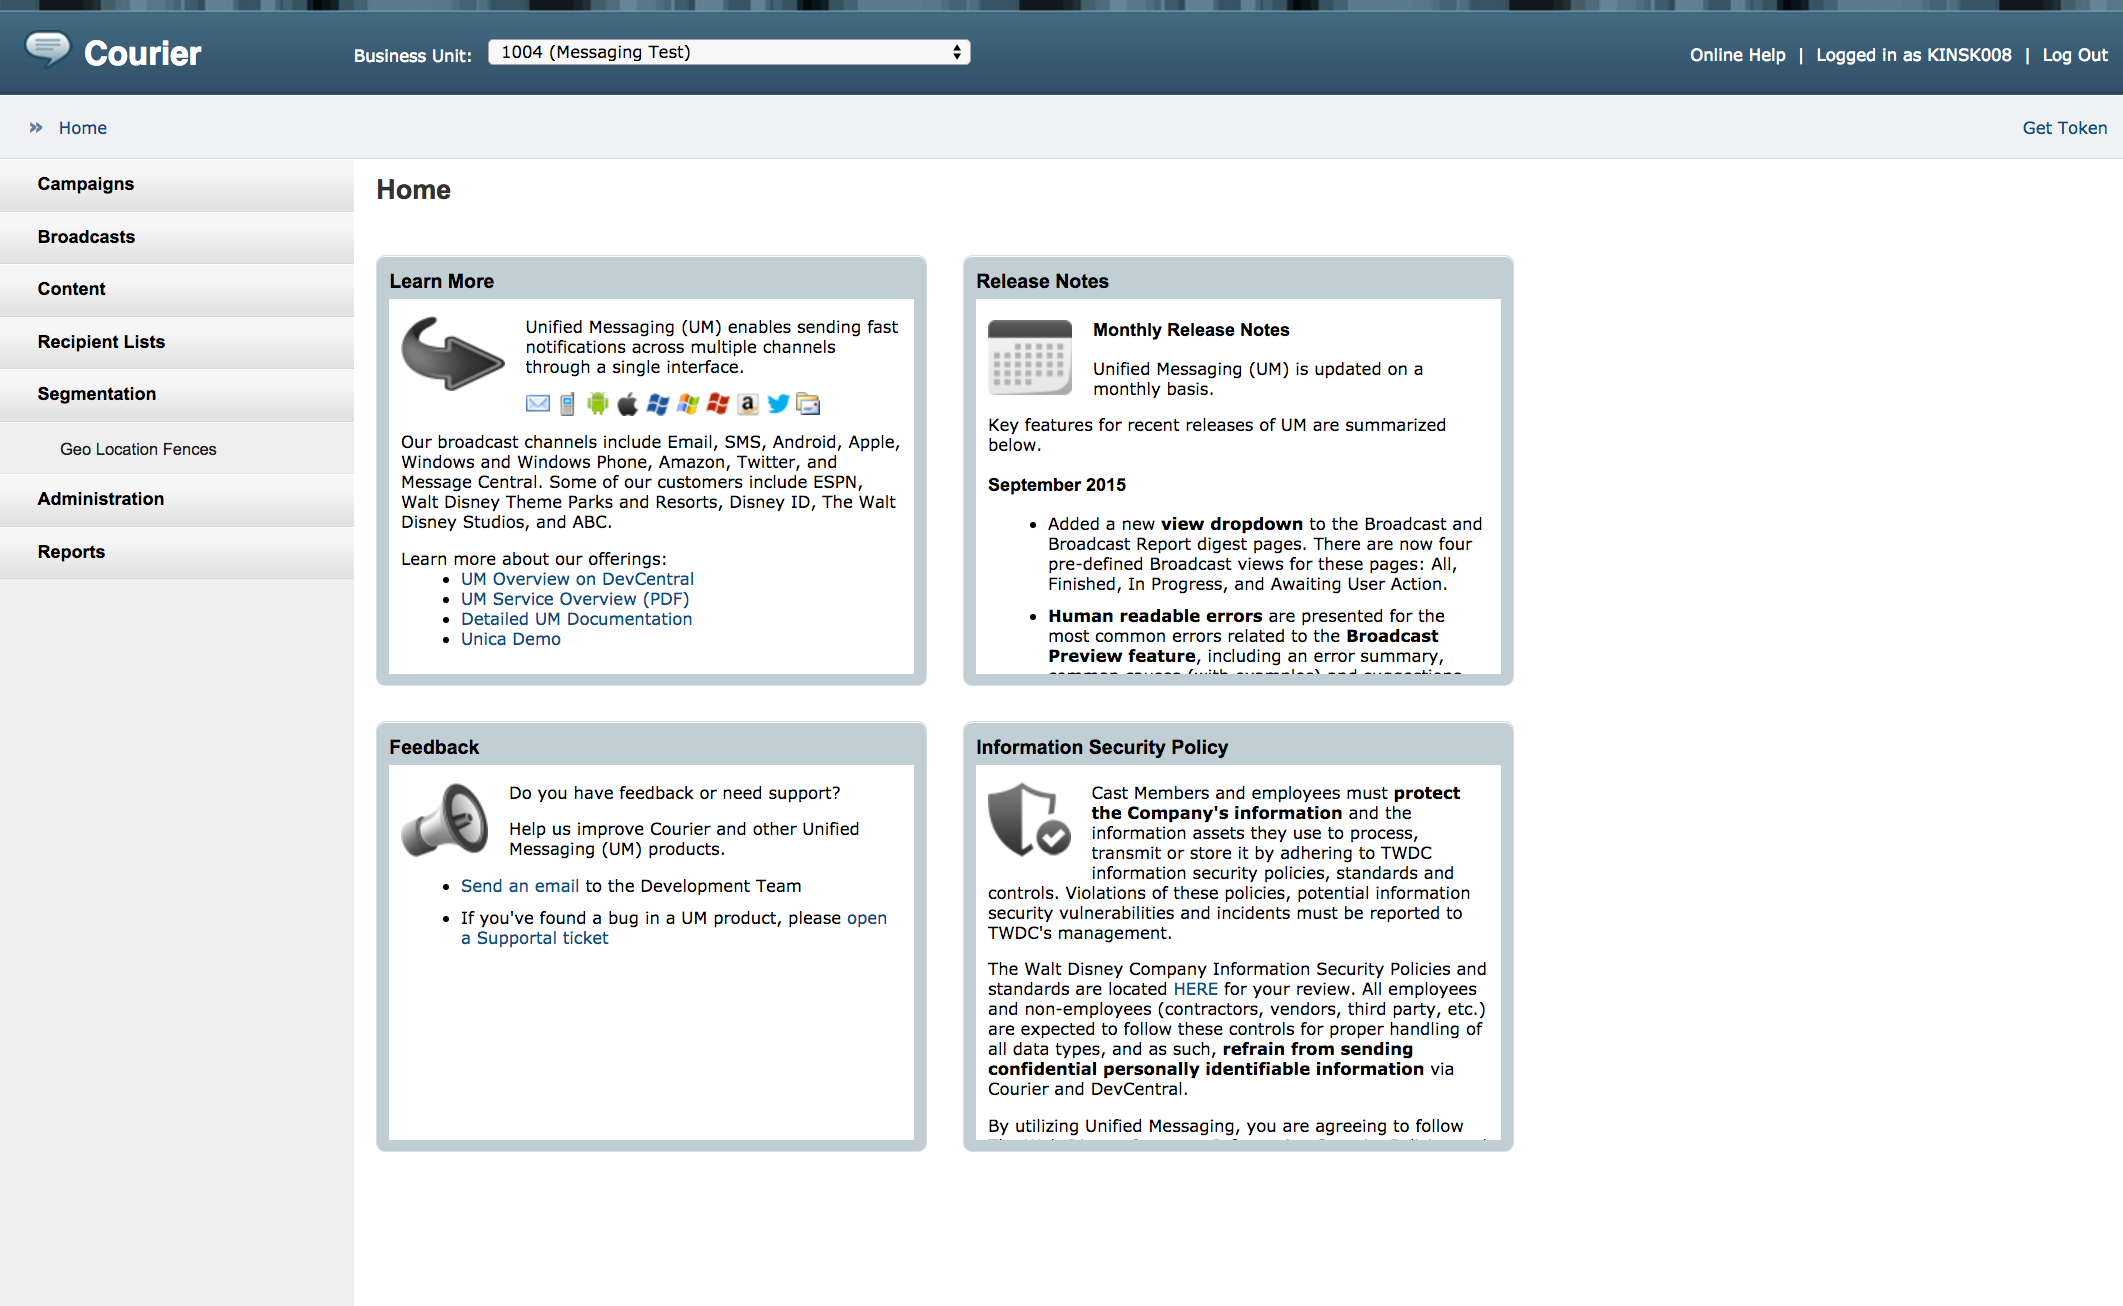 Courier
Business Unit: 1004 (Messaging Test)
Online Help | Logged in as KINSK008 | Log Out
» Home
Get Token
Campaigns
Broadcasts
Content
Recipient Lists
Segmentation
Geo Location Fences
Administration
Reports
Home
Learn More
Unified Messaging (UM) enables sending fast
notifications across multiple channels
through a single interface.
Our broadcast channels include Email, SMS, Android, Apple,
Windows and Windows Phone, Amazon, Twitter, and
Message Central. Some of our customers include ESPN,
Walt Disney Theme Parks and Resorts, Disney ID, The Walt
Disney Studios, and ABC.
Learn more about our offerings:
• UM Overview on DevCentral
• UM Service Overview (PDF)
• Detailed UM Documentation
• Unica Demo
Release Notes
Monthly Release Notes
Unified Messaging (UM) is updated on a
monthly basis.
Key features for recent releases of UM are summarized
below.
September 2015
• Added a new view dropdown to the Broadcast and
Broadcast Report digest pages. There are now four
pre-defined Broadcast views for these pages: All,
Finished, In Progress, and Awaiting User Action.
• Human readable errors are presented for the
most common errors related to the Broadcast
Preview feature, including an error summary,
common causes (with examples) and suggestions
Feedback
Do you have feedback or need support?
Help us improve Courier and other Unified
Messaging (UM) products.
• Send an email to the Development Team
• If you've found a bug in a UM product, please open
a Supportal ticket
Information Security Policy
Cast Members and employees must protect
the Company's information and the
information assets they use to process,
transmit or store it by adhering to TWDC
information security policies, standards and
controls. Violations of these policies, potential information
security vulnerabilities and incidents must be reported to
TWDC's management.
The Walt Disney Company Information Security Policies and
standards are located HERE for your review. All employees
and non-employees (contractors, vendors, third party, etc.)
are expected to follow these controls for proper handling of
all data types, and as such, refrain from sending
confidential personally identifiable information via
Courier and DevCentral.
By utilizing Unified Messaging, you are agreeing to follow